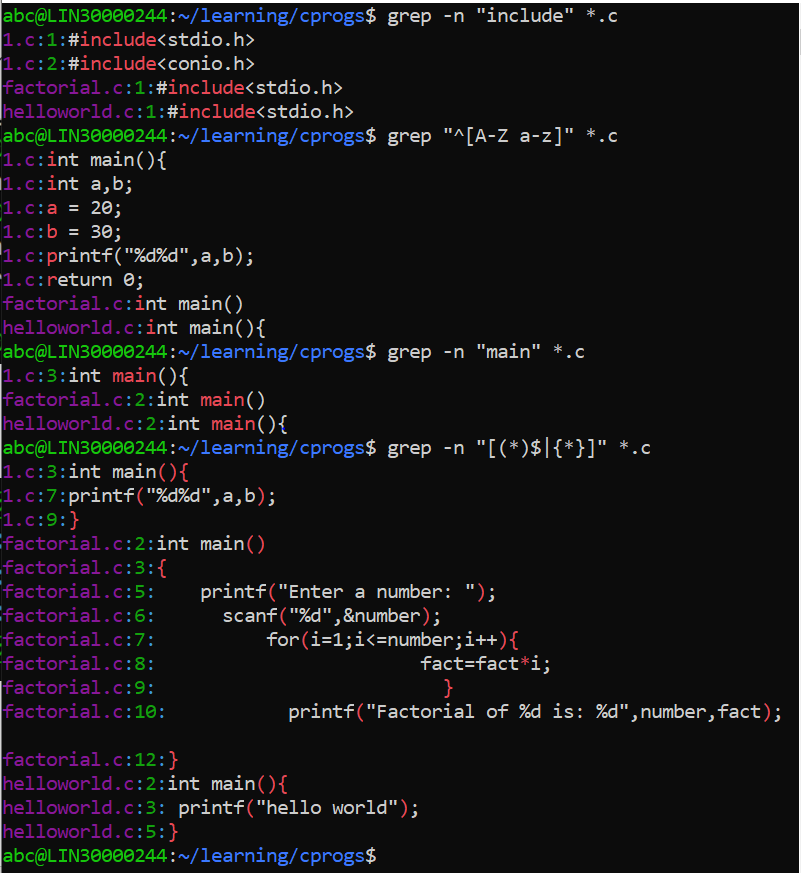 abc@LIN30000244:~/learning/cprogs$ grep -n "include" *.c
1.c:1:#include<stdio.h>
1.c:2:#include<conio.h>
factorial.c:1:#include<stdio.h>
helloworld.c:1:#include<stdio.h>
abc@LIN30000244:~/learning/cprogs$ grep "^[A-Z a-z]" *.c
1.c:int main(){
1.c:int a,b;
1.c:a = 20;
1.c:b = 30;
1.c:printf("%d%d",a,b);
1.c:return 0;
factorial.c:int main()
helloworld.c:int main(){
abc@LIN30000244:~/learning/cprogs$ grep -n "main" *.c
1.c:3:int main(){
factorial.c:2:int main()
helloworld.c:2:int main(){
abc@LIN30000244:~/learning/cprogs$ grep -n "[(*)$|{*}]" *.c
1.c:3:int main(){
1.c:7:printf("%d%d",a,b);
1.c:9:}
factorial.c:2:int main()
factorial.c:3:{
factorial.c:5:    printf("Enter a number: ");
factorial.c:6:      scanf("%d",&number);
factorial.c:7:          for(i=1;i<=number;i++){
factorial.c:8:                        fact=fact*i;
factorial.c:9:                          }
factorial.c:10:           printf("Factorial of %d is: %d",number,fact);
factorial.c:12:}
helloworld.c:2:int main(){
helloworld.c:3: printf("hello world");
helloworld.c:5:}
abc@LIN30000244:~/learning/cprogs$